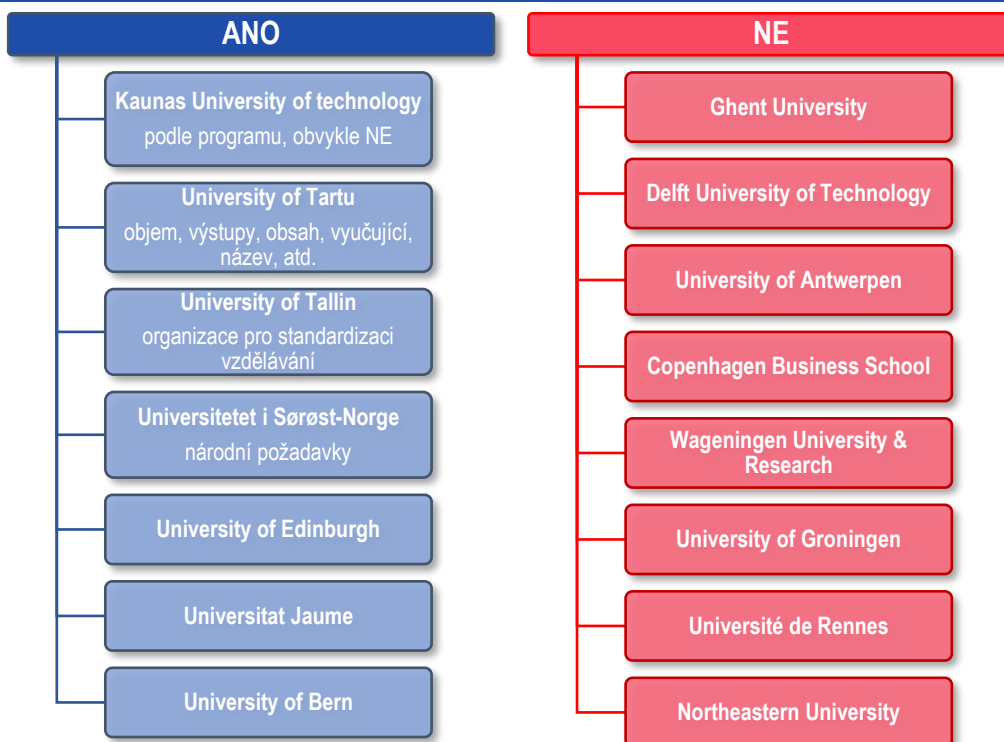 ANO
Kaunas University of technology
podle programu, obvykle NE
University of Tartu
objem, výstupy, obsah, vyučující,
název, atd.
University of Tallin
organizace pro standardizaci
vzdělávání
Universitetet i Sørøst-Norge
národní požadavky
University of Edinburgh
Universitat Jaume
University of Bern
NE
Ghent University
Delft University of Technology
University of Antwerpen
Copenhagen Business School
Wageningen University &
Research
University of Groningen
Université de Rennes
Northeastern University